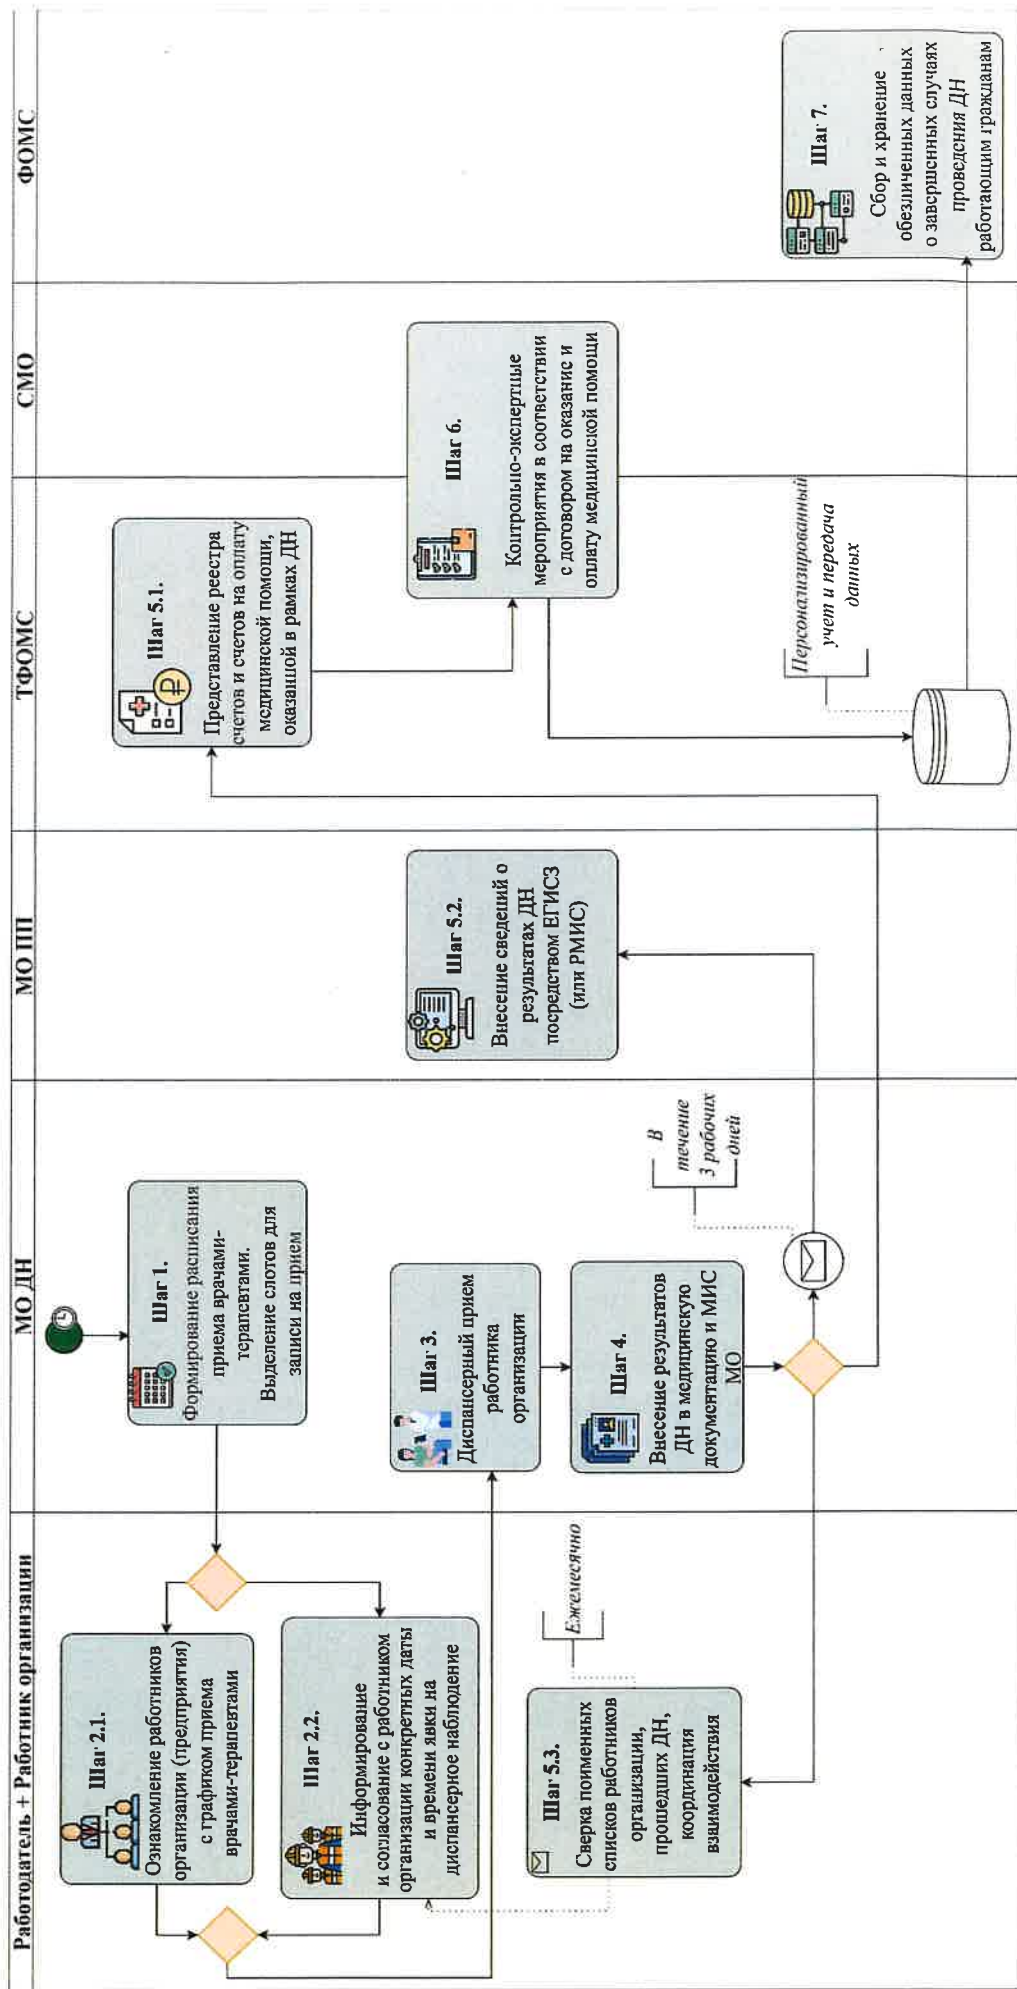 Работодатель + Работник организации
МО ДН
МО ПП
ТФОМС
СМО
ФОМС
Шаг 1.
Формирование расписания
приема врачами-
терапевтами.
Выделение слотов для
записи на прием
Шаг 2.1.
Ознакомление работников
организации (предприятия)
с графиком приема
врачами-терапевтами
Шаг 2.2.
Информирование
и согласование с работником
организации конкретных даты
и времени явки на
диспансерное наблюдение
Шаг 3.
Диспансерный прием
работника
организации
Шаг 4.
Внесение результатов
ДН в медицинскую
документацию и МИС
МО
В
течение
3 рабочих
дней
Шаг 5.1.
Представление реестра
счетов и счетов на оплату
медицинской помощи,
оказанной в рамках ДН
Шаг 5.2.
Внесение сведений о
результатах ДН
посредством ЕГИСЗ
(или РМИС)
Шаг 5.3.
Сверка поименных
списков работников
организации,
прошедших ДН,
координация
взаимодействия
Ежемесячно
Шаг 6.
Контрольно-экспертные
мероприятия в соответствии
с договором на оказание и
оплату медицинской помощи
Персонализированный
учет и передача
данных
Шаг 7.
Сбор и хранение
обезличенных данных
о завершенных случаях
проведения ДН
работающим гражданам